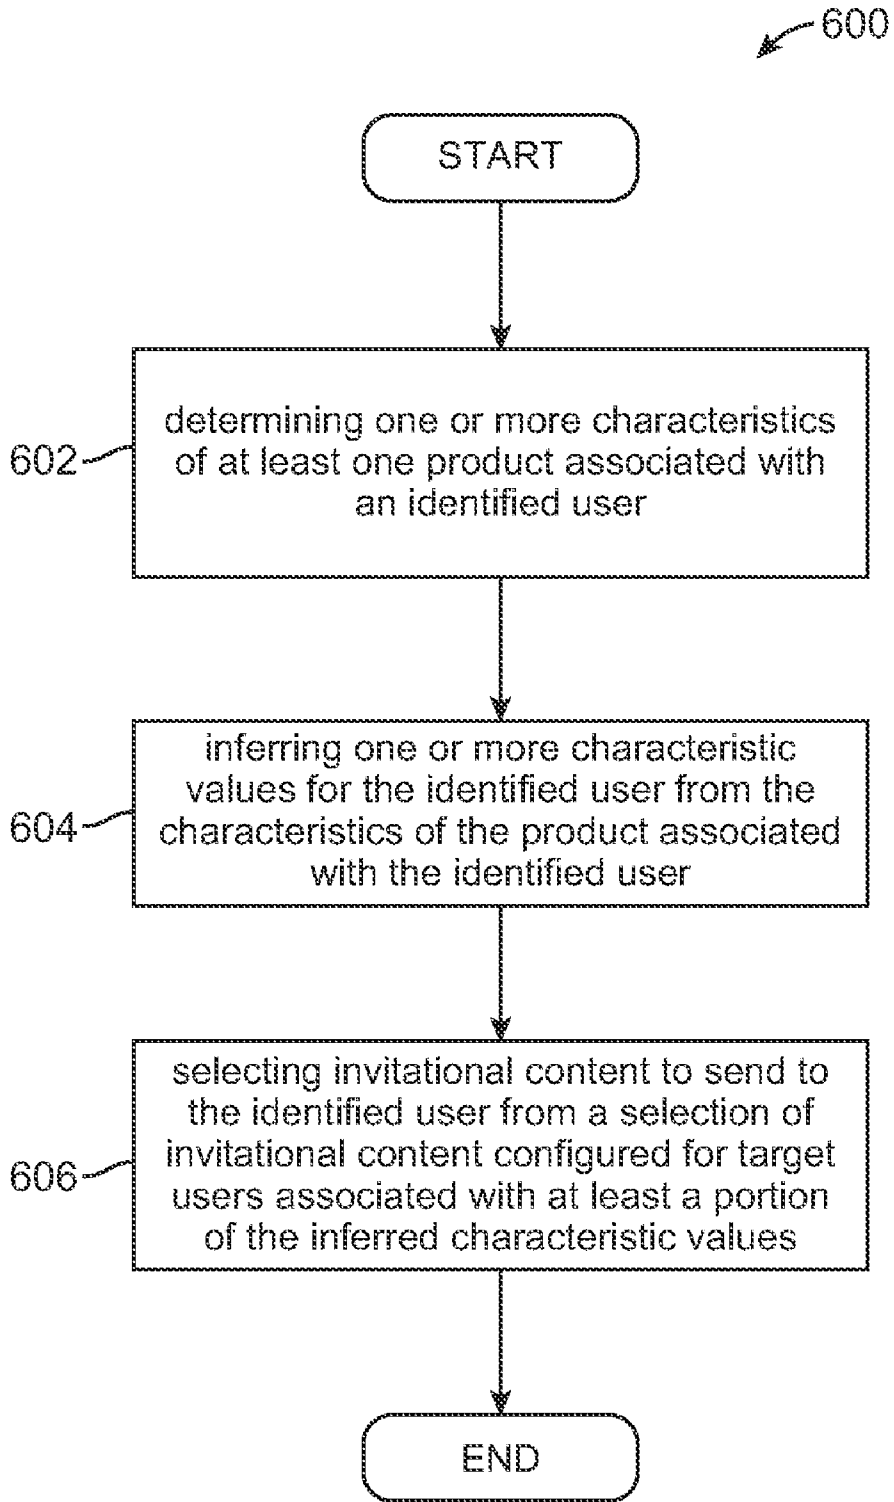 600
START
602
determining one or more characteristics
of at least one product associated with
an identified user
604
inferring one or more characteristic
values for the identified user from the
characteristics of the product associated
with the identified user
606
selecting invitational content to send to
the identified user from a selection of
invitational content configured for target
users associated with at least a portion
of the inferred characteristic values
END